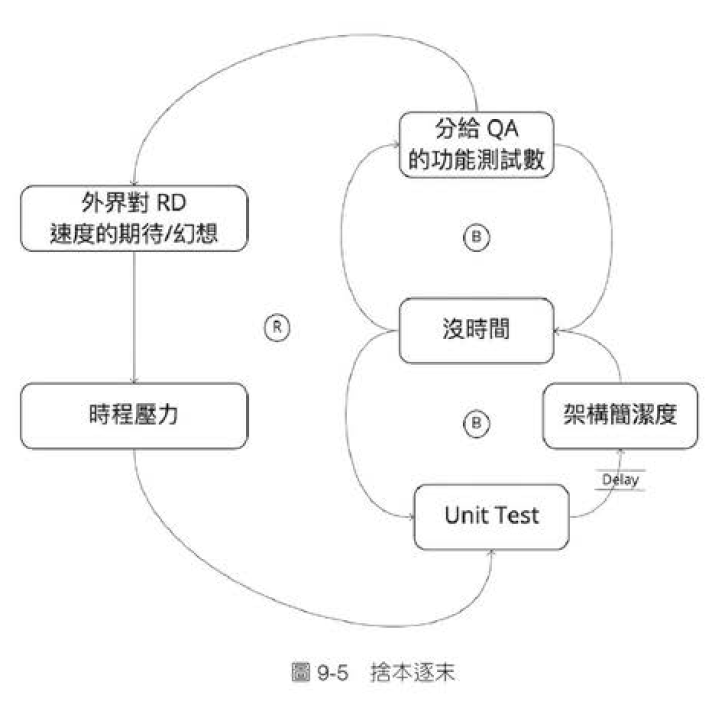 分給 QA
的功能測試數
外界對 RD
速度的期待/幻想
B
R
沒時間
時程壓力
架構簡潔度
B
Delay
Unit Test
圖 9-5 捨本逐末